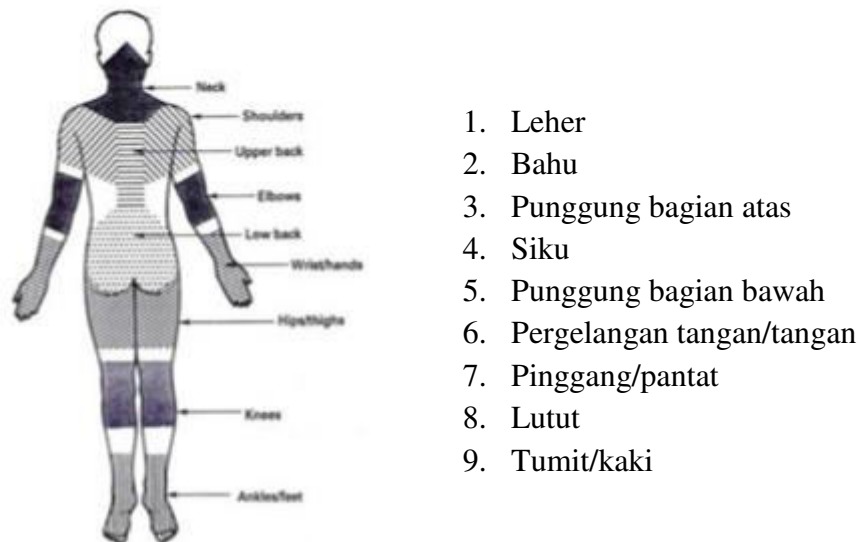 Neck
Shoulders
Upper back
Elbows
Low back
Wrist/hands
Hips/thighs
Knees
Ankles/feet
1. Leher
2. Bahu
3. Punggung bagian atas
4. Siku
5. Punggung bagian bawah
6. Pergelangan tangan/tangan
7. Pinggang/pantat
8. Lutut
9. Tumit/kaki